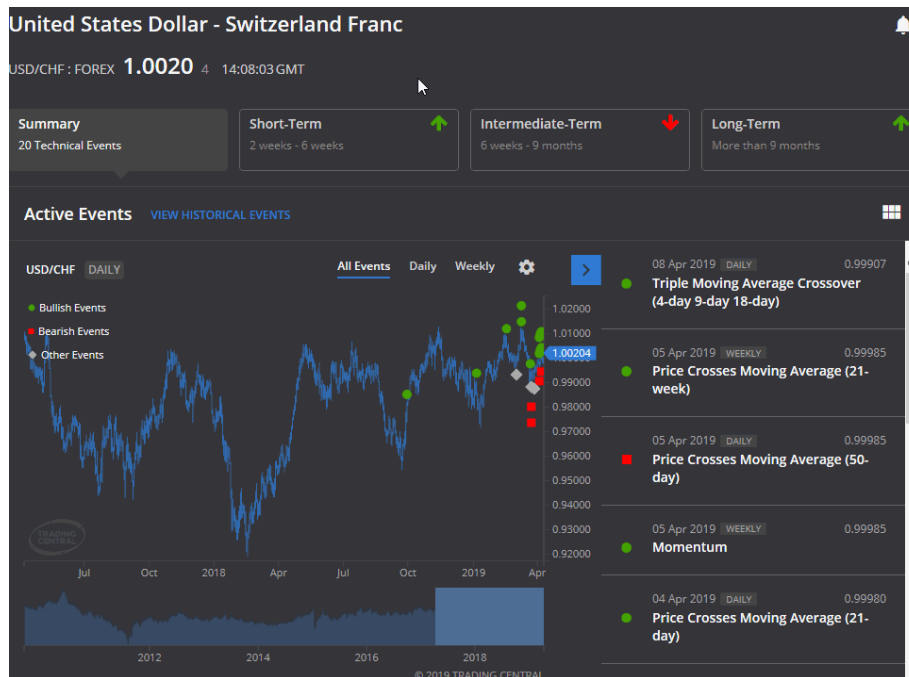 United States Dollar - Switzerland Franc
USD/CHF : FOREX 1.0020 4 14:08:03 GMT
Summary
20 Technical Events
Short-Term
2 weeks - 6 weeks
Intermediate-Term
6 weeks - 9 months
Long-Term
More than 9 months
Active Events VIEW HISTORICAL EVENTS
USD/CHF DAILY
All Events Daily Weekly
Bullish Events
Bearish Events
Other Events
1.02000
1.01000
1.00204
0.99000
0.98000
0.97000
0.96000
0.95000
0.94000
0.93000
0.92000
TRADING
CENTRAL
Jul Oct 2018 Apr Jul Oct 2019 Apr
2012 2014 2016 2018
© 2019 TRADING CENTRAL
08 Apr 2019 DAILY 0.99907
Triple Moving Average Crossover
(4-day 9-day 18-day)
05 Apr 2019 WEEKLY 0.99985
Price Crosses Moving Average (21-
week)
05 Apr 2019 DAILY 0.99985
Price Crosses Moving Average (50-
day)
05 Apr 2019 WEEKLY 0.99985
Momentum
04 Apr 2019 DAILY 0.99980
Price Crosses Moving Average (21-
day)